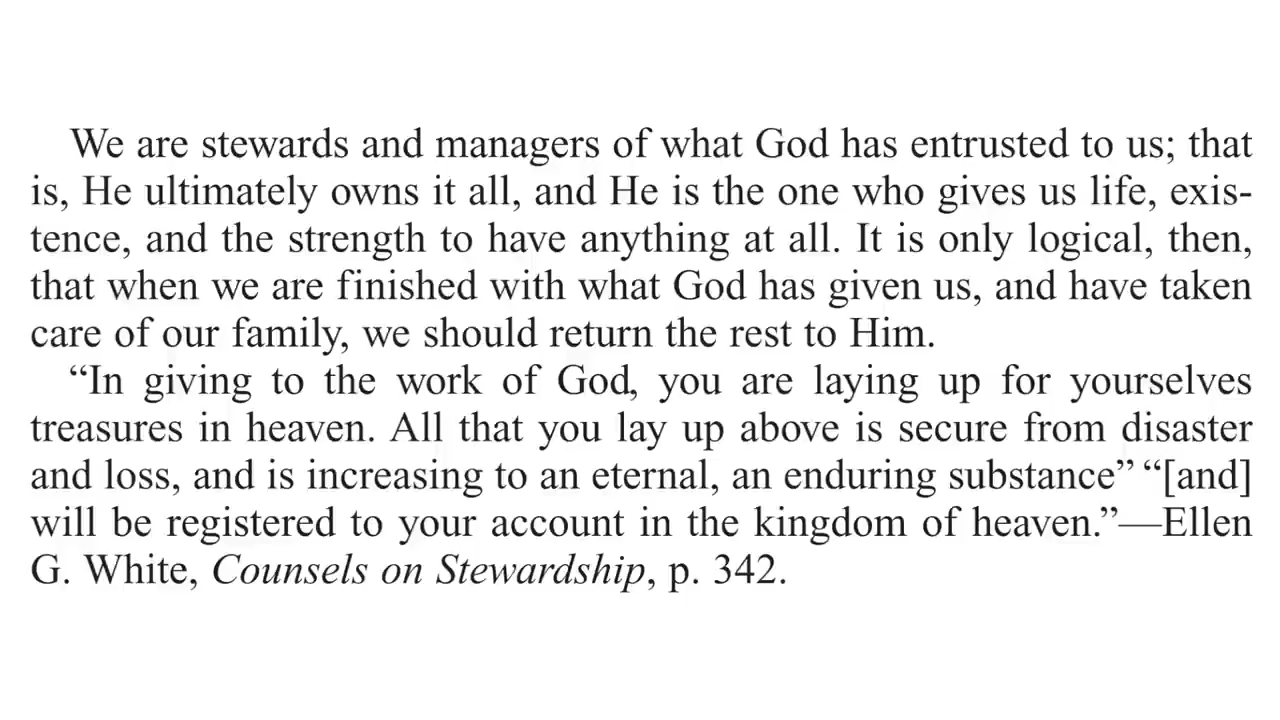 We are stewards and managers of what God has entrusted to us; that
is, He ultimately owns it all, and He is the one who gives us life, exis-
tence, and the strength to have anything at all. It is only logical, then,
that when we are finished with what God has given us, and have taken
care of our family, we should return the rest to Him.
“In giving to the work of God, you are laying up for yourselves
treasures in heaven. All that you lay up above is secure from disaster
and loss, and is increasing to an eternal, an enduring substance” “[and]
will be registered to your account in the kingdom of heaven.”—Ellen
G. White, Counsels on Stewardship, p. 342.